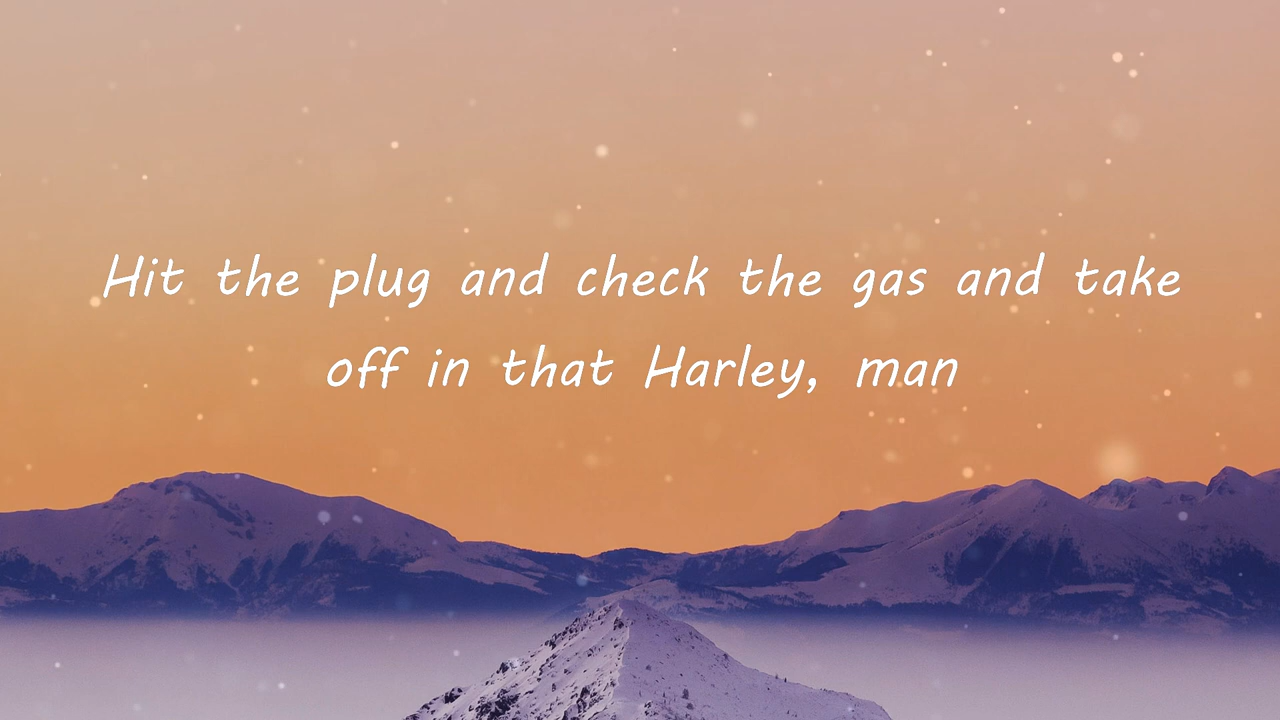 Hit the plug and check the gas and take
off in that Harley, man